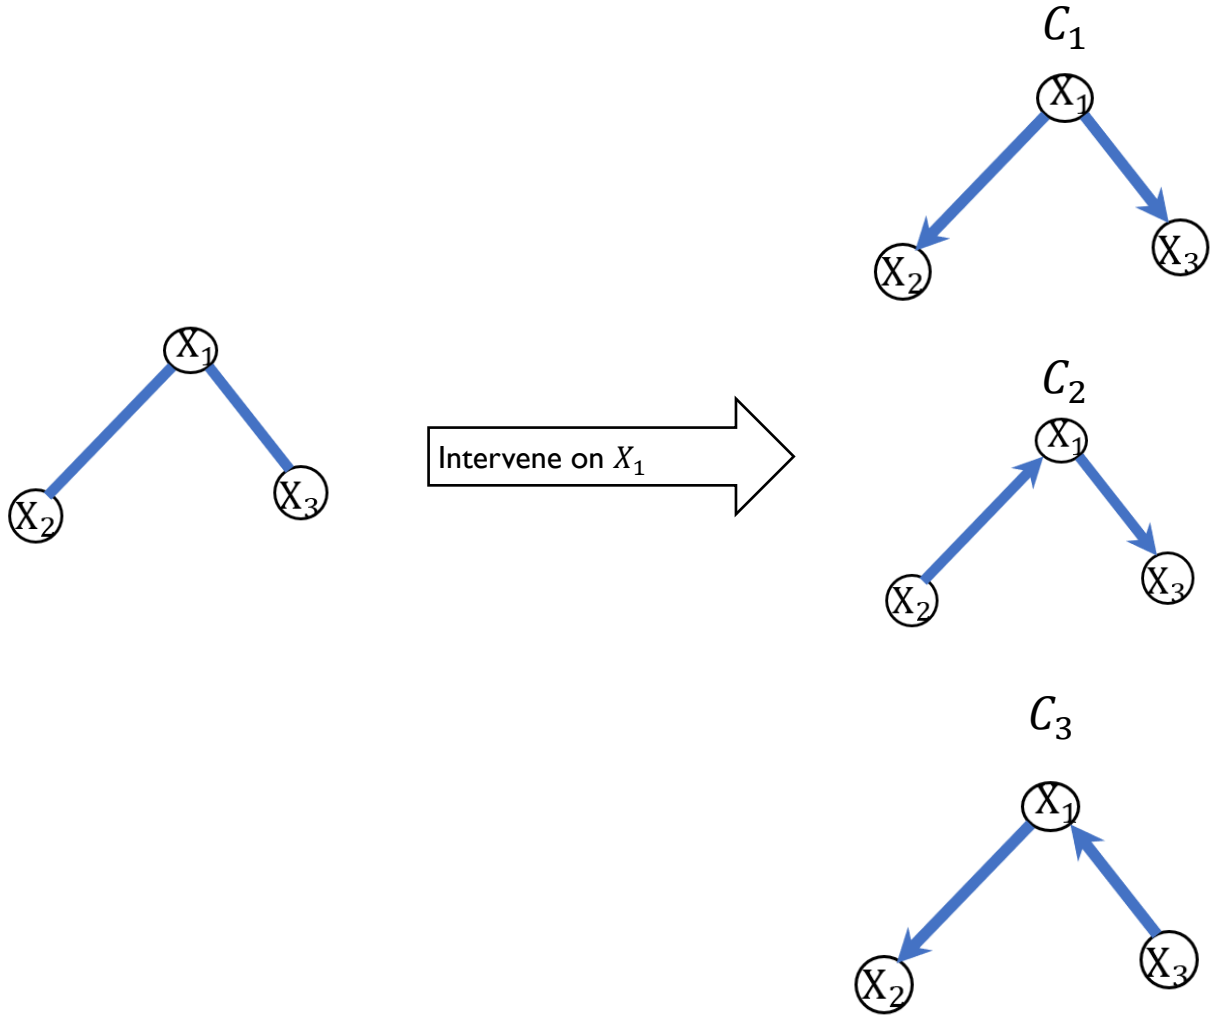 X₁
X₂
X₃
Intervene on X₁
C₁
X₁
X₂
X₃
C₂
X₁
X₂
X₃
C₃
X₁
X₂
X₃